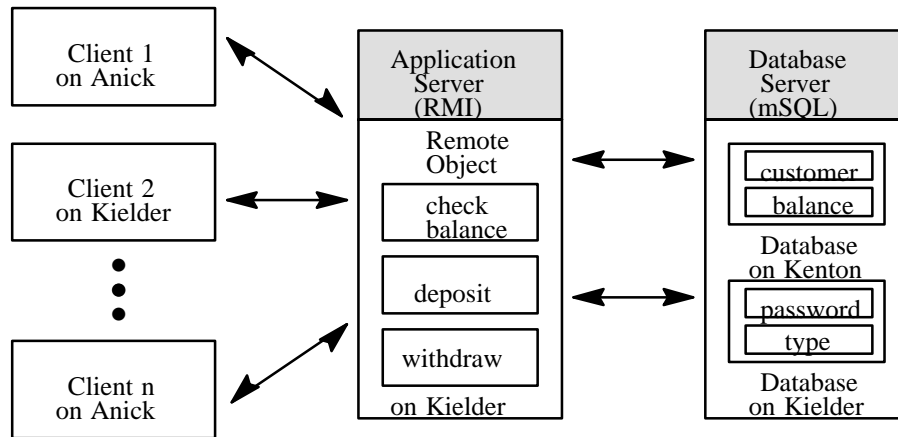 Client 1
on Anick
Client 2
on Kielder
Client n
on Anick
Application
Server
(RMI)
Remote
Object
check
balance
deposit
withdraw
on Kielder
Database
Server
(mSQL)
customer
balance
Database
on Kenton
password
type
Database
on Kielder